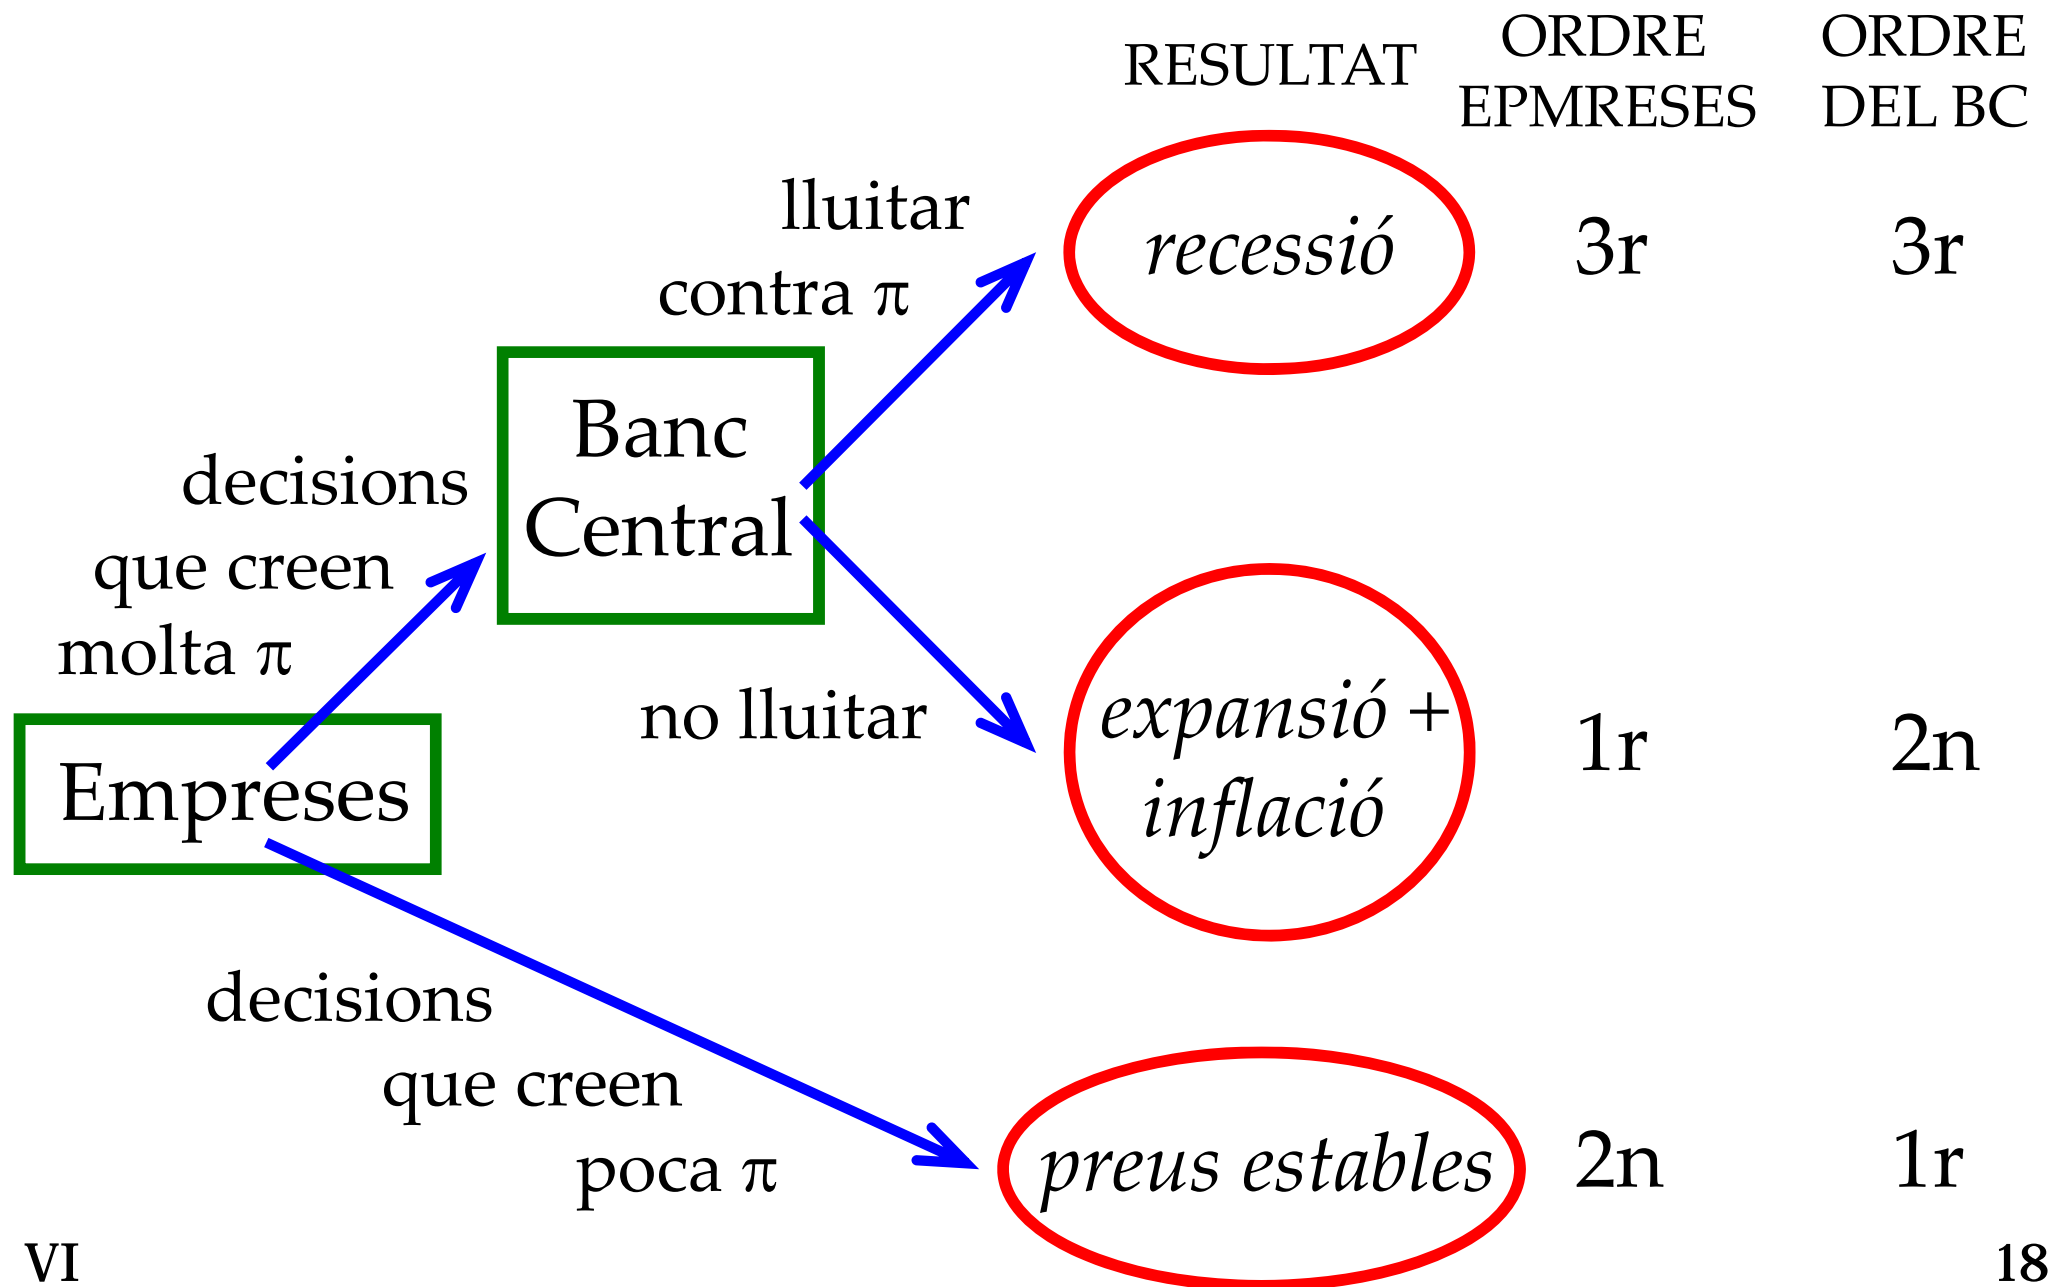 RESULTAT
ORDRE
EPMRESES
ORDRE
DEL BC
lluitar
contra π
recessió
3r
3r
Banc
Central
decisions
que creen
molta π
no lluitar
expansió +
inflació
1r
2n
Empreses
decisions
que creen
poca π
preus estables
2n
1r
VI
18